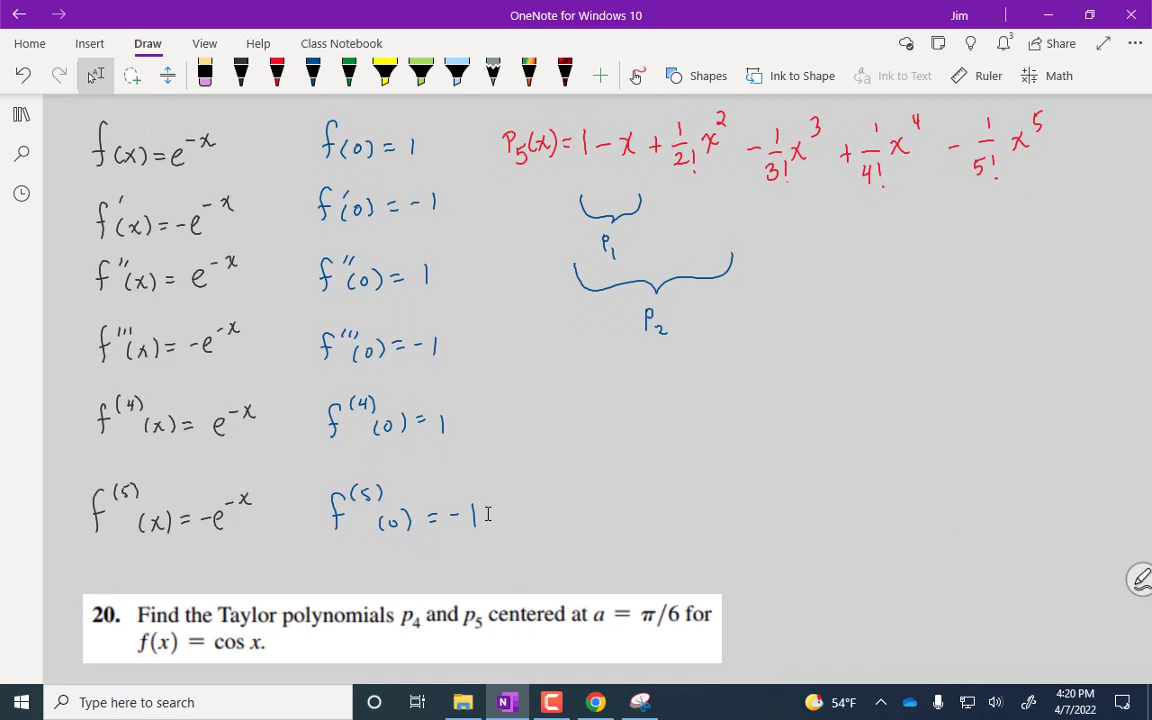 OneNote for Windows 10
Jim
Home Insert Draw View Help Class Notebook
Share
Shapes Ink to Shape Ink to Text Ruler Math
f(x) = e^{-x} f(0) = 1 P_5(x) = 1 - x + \frac{1}{2!}x^2 - \frac{1}{3!}x^3 + \frac{1}{4!}x^4 - \frac{1}{5!}x^5
f'(x) = -e^{-x} f'(0) = -1
P_1
f''(x) = e^{-x} f''(0) = 1
P_2
f'''(x) = -e^{-x} f'''(0) = -1
f^{(4)}(x) = e^{-x} f^{(4)}(0) = 1
f^{(5)}(x) = -e^{-x} f^{(5)}(0) = -1
20. Find the Taylor polynomials p_4 and p_5 centered at a = π/6 for
f(x) = cos x.
Type here to search
54°F
4:20 PM
4/7/2022